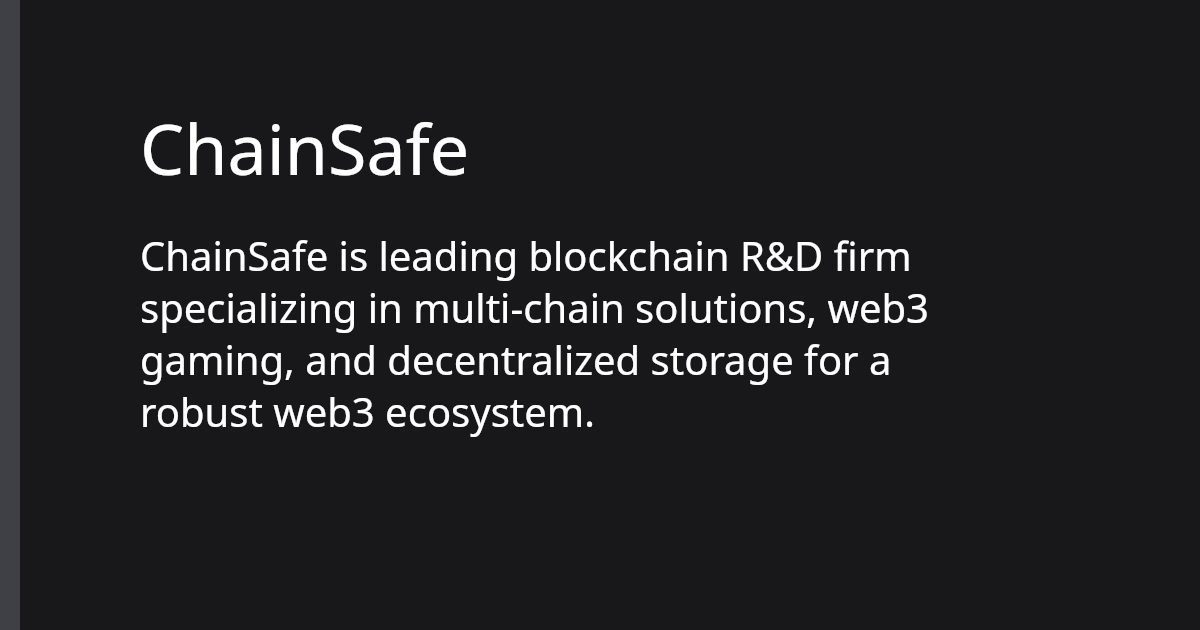 ChainSafe
ChainSafe is leading blockchain R&D firm
specializing in multi-chain solutions, web3
gaming, and decentralized storage for a
robust web3 ecosystem.